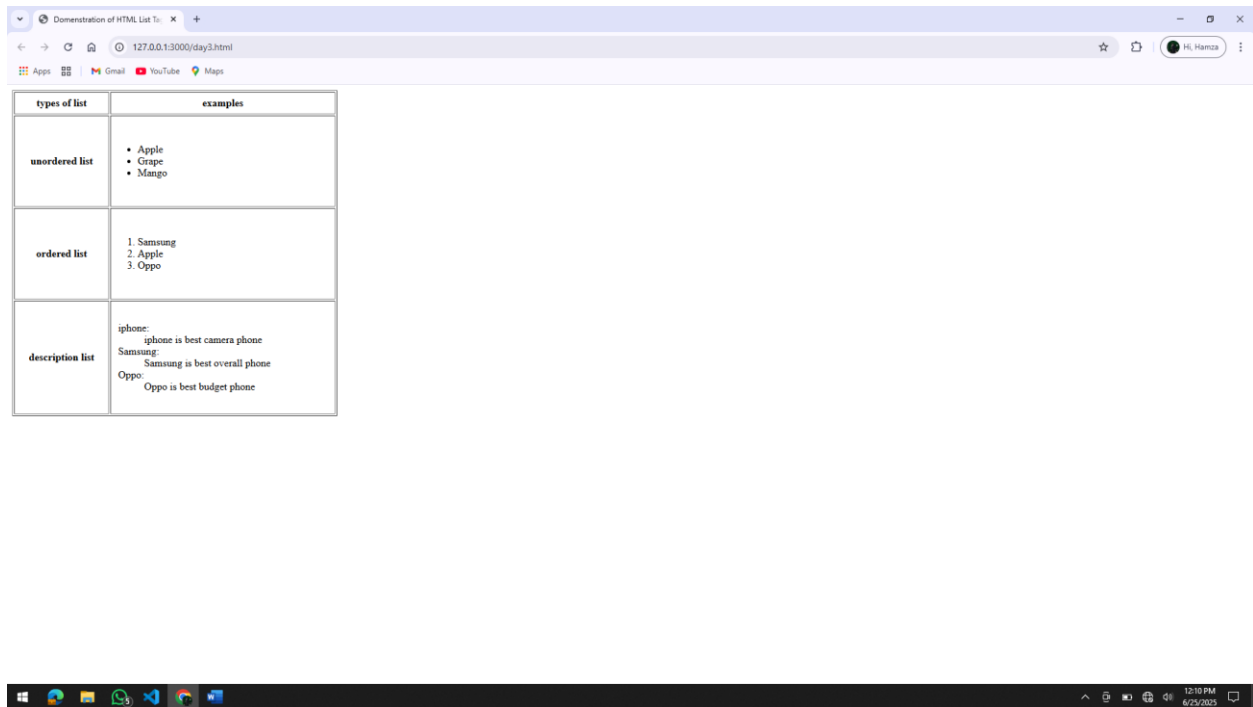 Domenstration of HTML List Ta
127.0.0.1:3000/day3.html
Hi, Hamza
Apps
Gmail
YouTube
Maps
types of list
examples
unordered list
• Apple
• Grape
• Mango
ordered list
1. Samsung
2. Apple
3. Oppo
description list
iphone:
iphone is best camera phone
Samsung:
Samsung is best overall phone
Oppo:
Oppo is best budget phone
12:10 PM
6/25/2025